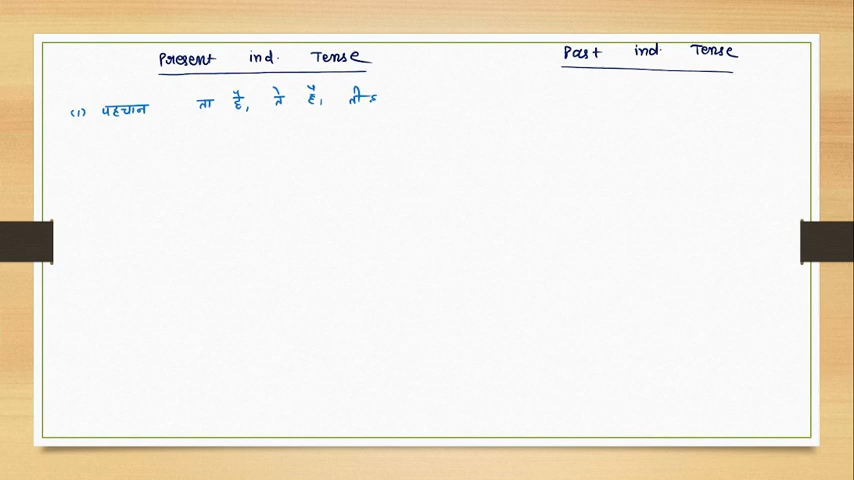 Present ind. Tense
Past ind. Tense
(1) पहचान ता है, ते हैं, ती